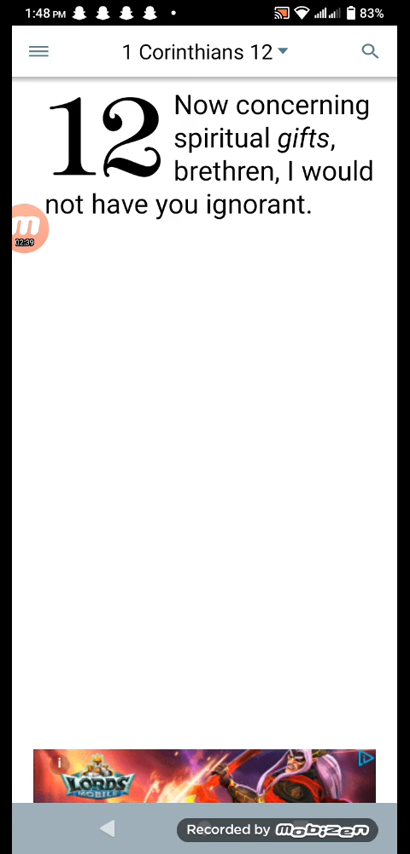 1:48 PM 83%
1 Corinthians 12
12 Now concerning
spiritual gifts,
brethren, I would
not have you ignorant.
02:39
LORDS
MOBILE
Recorded by mobizen